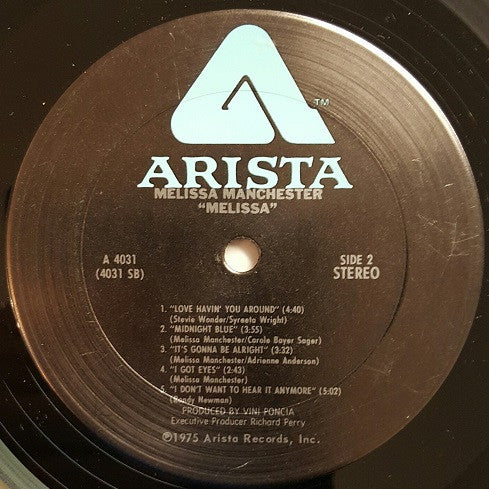 ™
ARISTA
MELISSA MANCHESTER
"MELISSA"
A 4031
(4031 SB)
SIDE 2
STEREO
1. "LOVE HAVIN' YOU AROUND" (4:40)
(Stevie Wonder/Syreeta Wright)
2. "MIDNIGHT BLUE" (3:55)
(Melissa Manchester/Carole Bayer Sager)
3. "IT'S GONNA BE ALRIGHT" (3:32)
(Melissa Manchester/Adrienne Anderson)
4. "I GOT EYES" (2:43)
(Melissa Manchester)
5. "I DON'T WANT TO HEAR IT ANYMORE" (5:02)
(Randy Newman)
PRODUCED BY VINI PONCIA
Executive Producer Richard Perry
©1975 Arista Records, Inc.